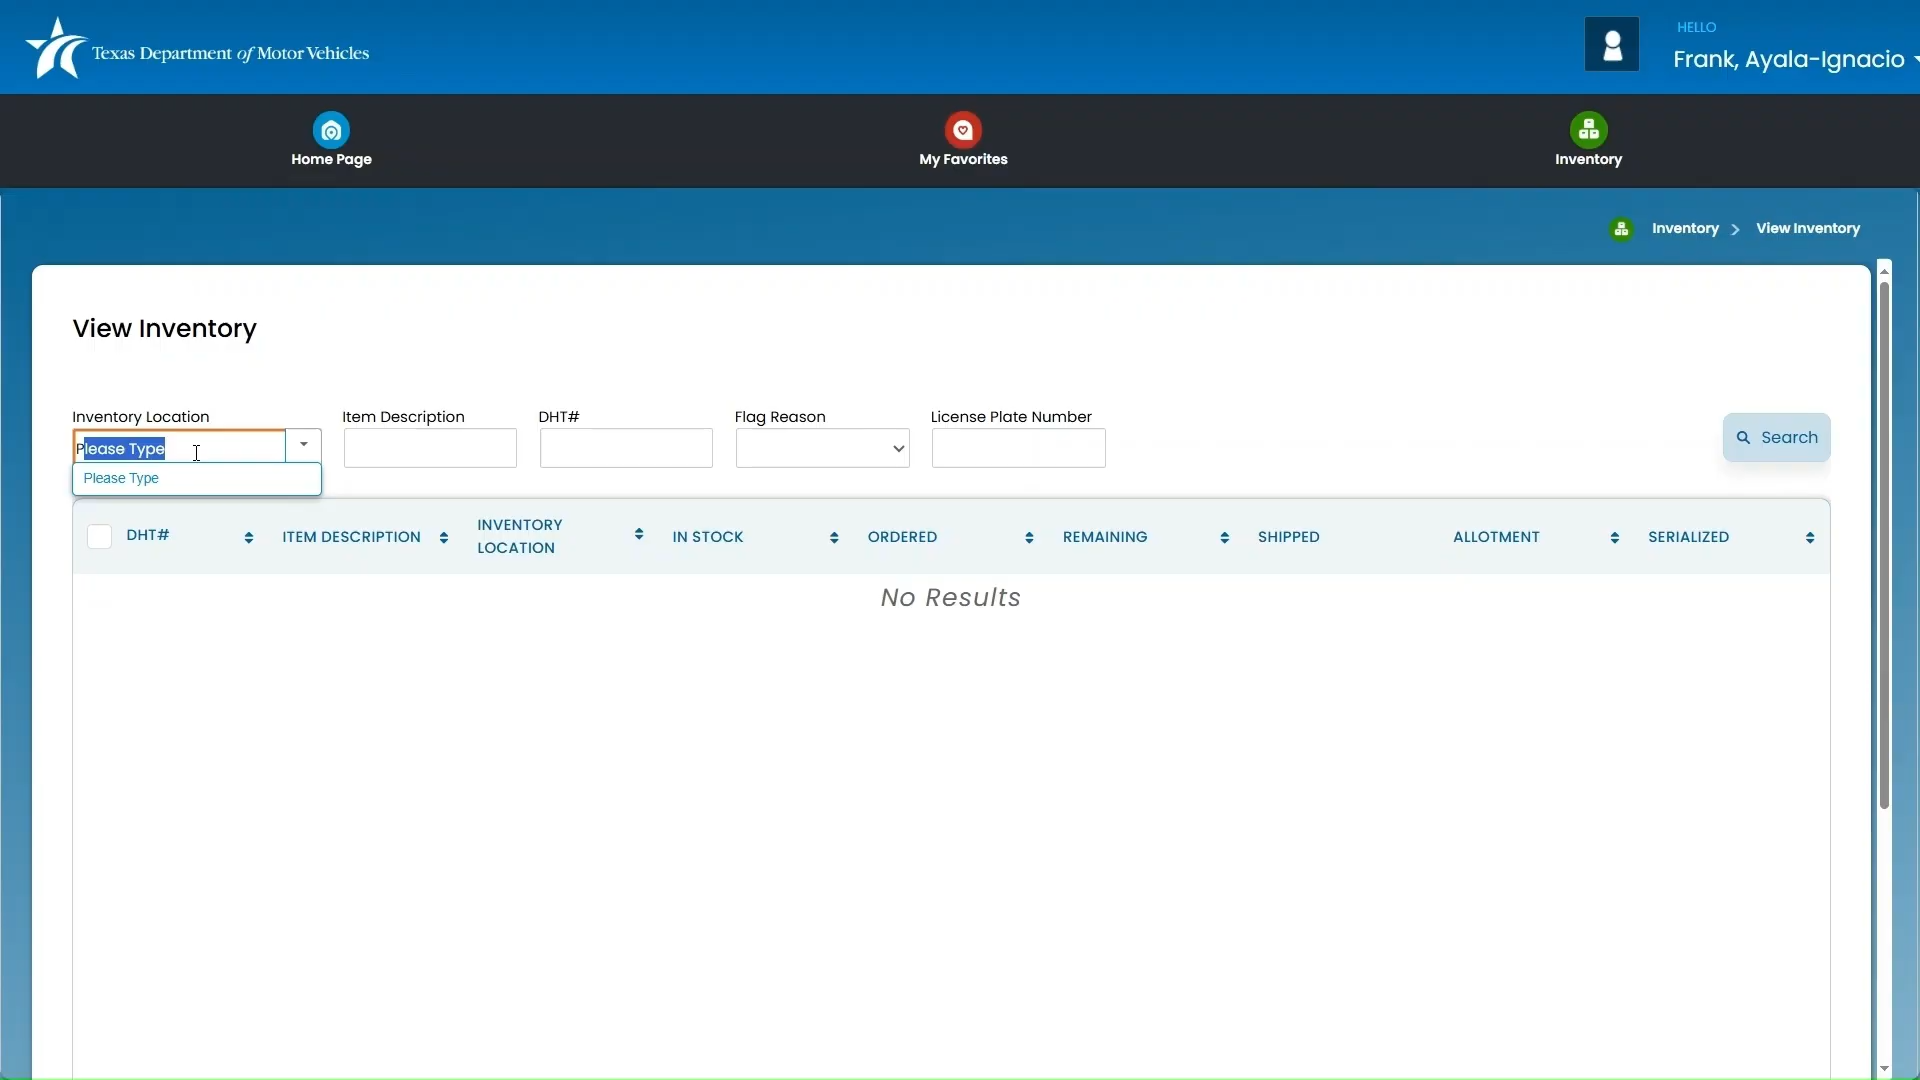 Texas Department of Motor Vehicles
HELLO
Frank, Ayala-Ignacio
Home Page
My Favorites
Inventory
Inventory
View Inventory
View Inventory
Inventory Location
Item Description
DHT#
Flag Reason
License Plate Number
Please Type
Search
Please Type
DHT#
ITEM DESCRIPTION
INVENTORY
LOCATION
IN STOCK
ORDERED
REMAINING
SHIPPED
ALLOTMENT
SERIALIZED
No Results